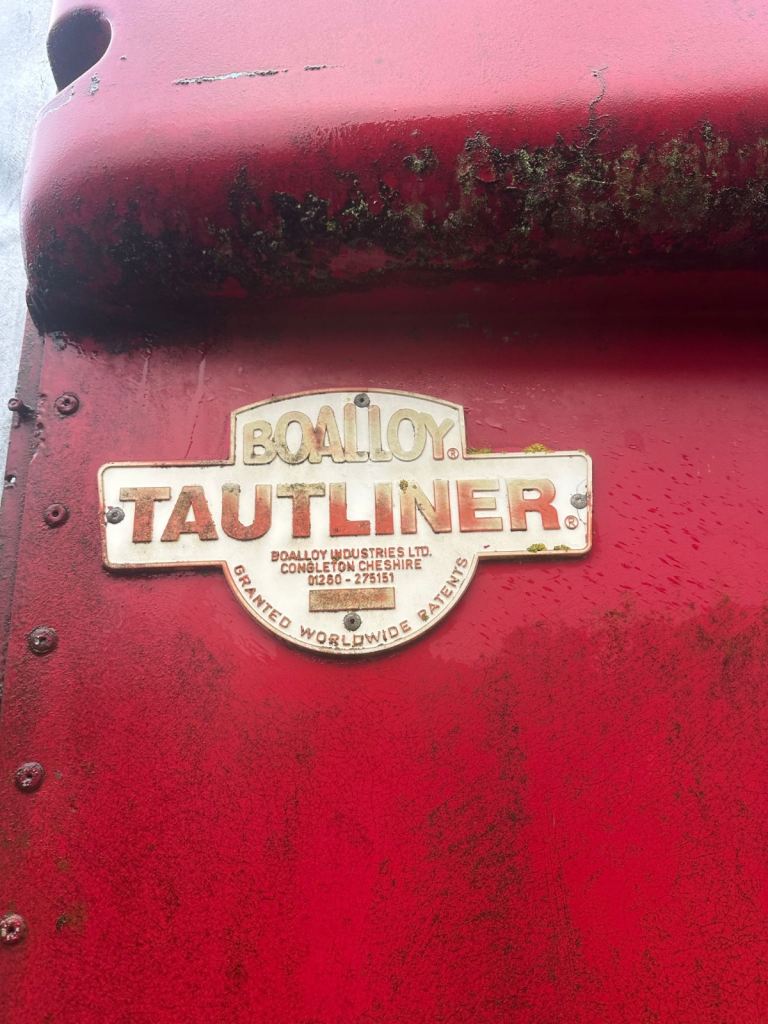 BOALLOY®
TAUTLINER®
BOALLOY INDUSTRIES LTD.
CONGLETON CHESHIRE
01260 - 275151
GRANTED WORLDWIDE PATENTS